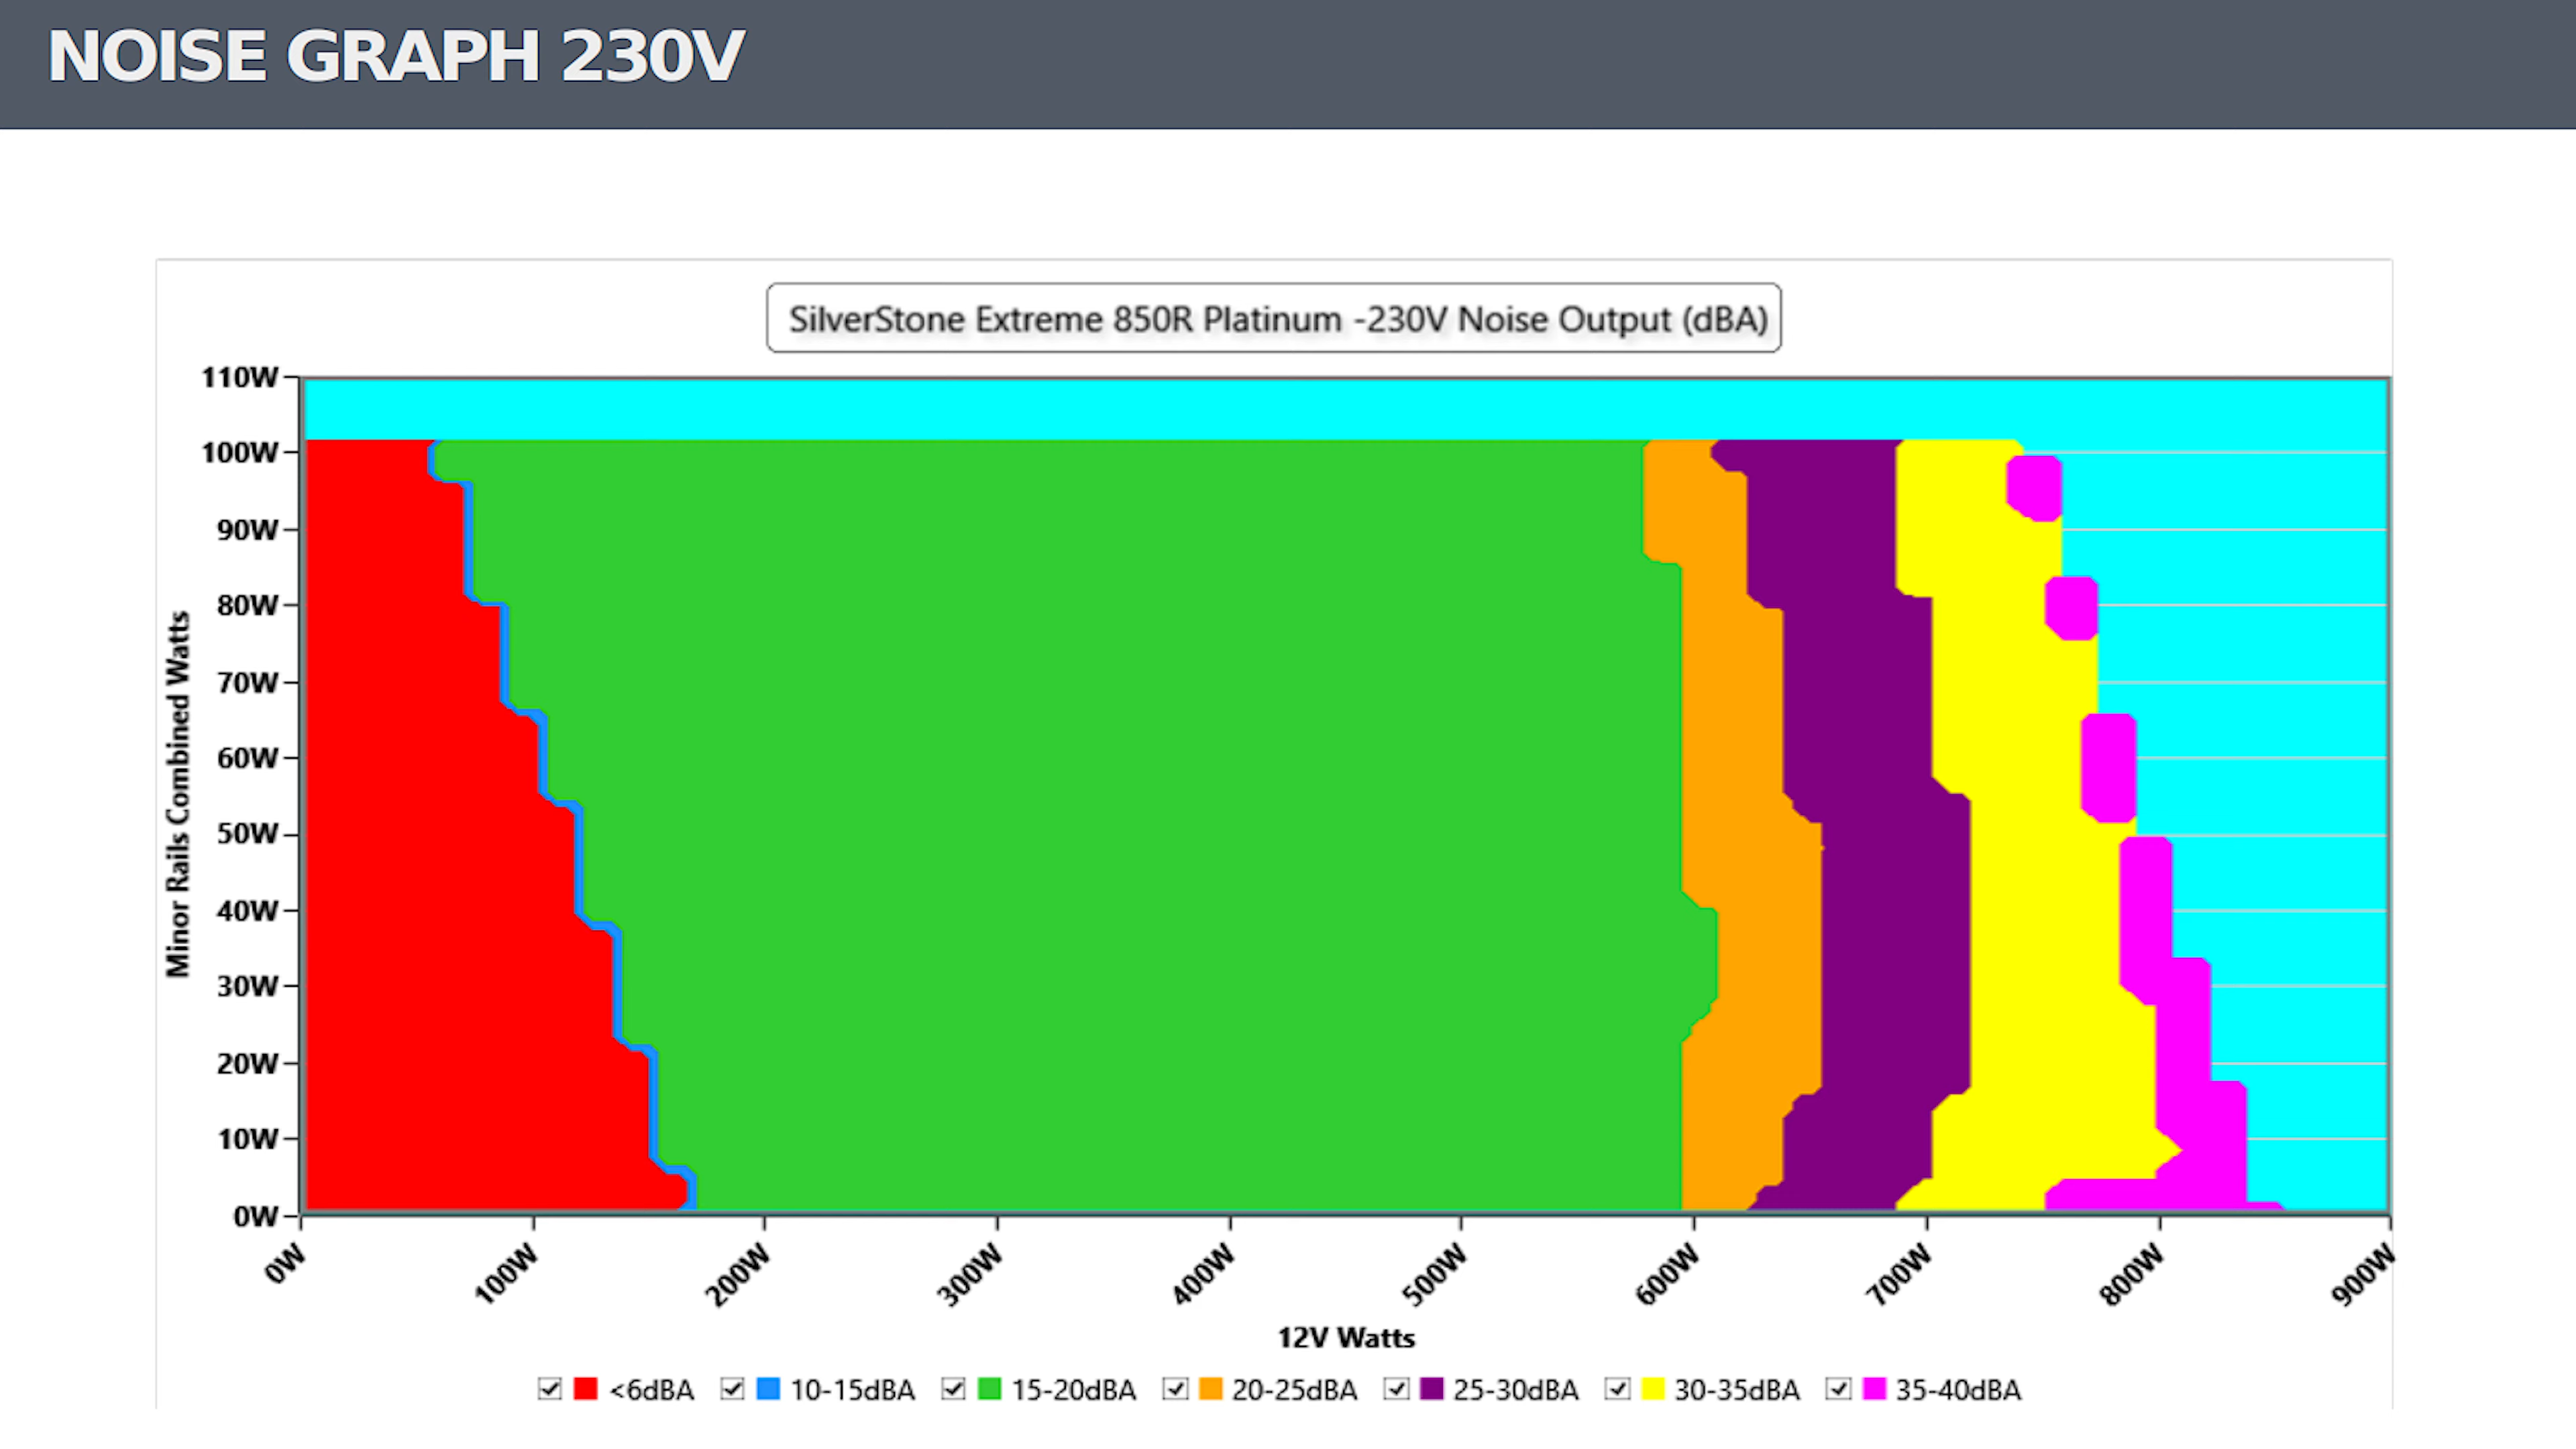 NOISE GRAPH 230V
SilverStone Extreme 850R Platinum -230V Noise Output (dBA)
110W
100W
90W
80W
70W
60W
50W
40W
30W
20W
10W
0W
Minor Rails Combined Watts
0W 100W 200W 300W 400W 500W 600W 700W 800W 900W
12V Watts
<6dBA 10-15dBA 15-20dBA 20-25dBA 25-30dBA 30-35dBA 35-40dBA